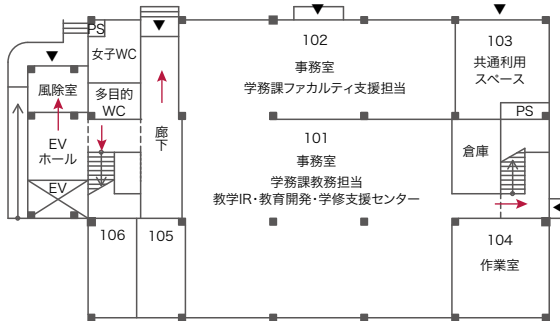 PS
女子WC
多目的
WC
風除室
EV
ホール
EV
廊
下
102
事務室
学務課ファカルティ支援担当
103
共通利用
スペース
PS
101
事務室
学務課教務担当
教学IR・教育開発・学修支援センター
倉庫
106
105
104
作業室